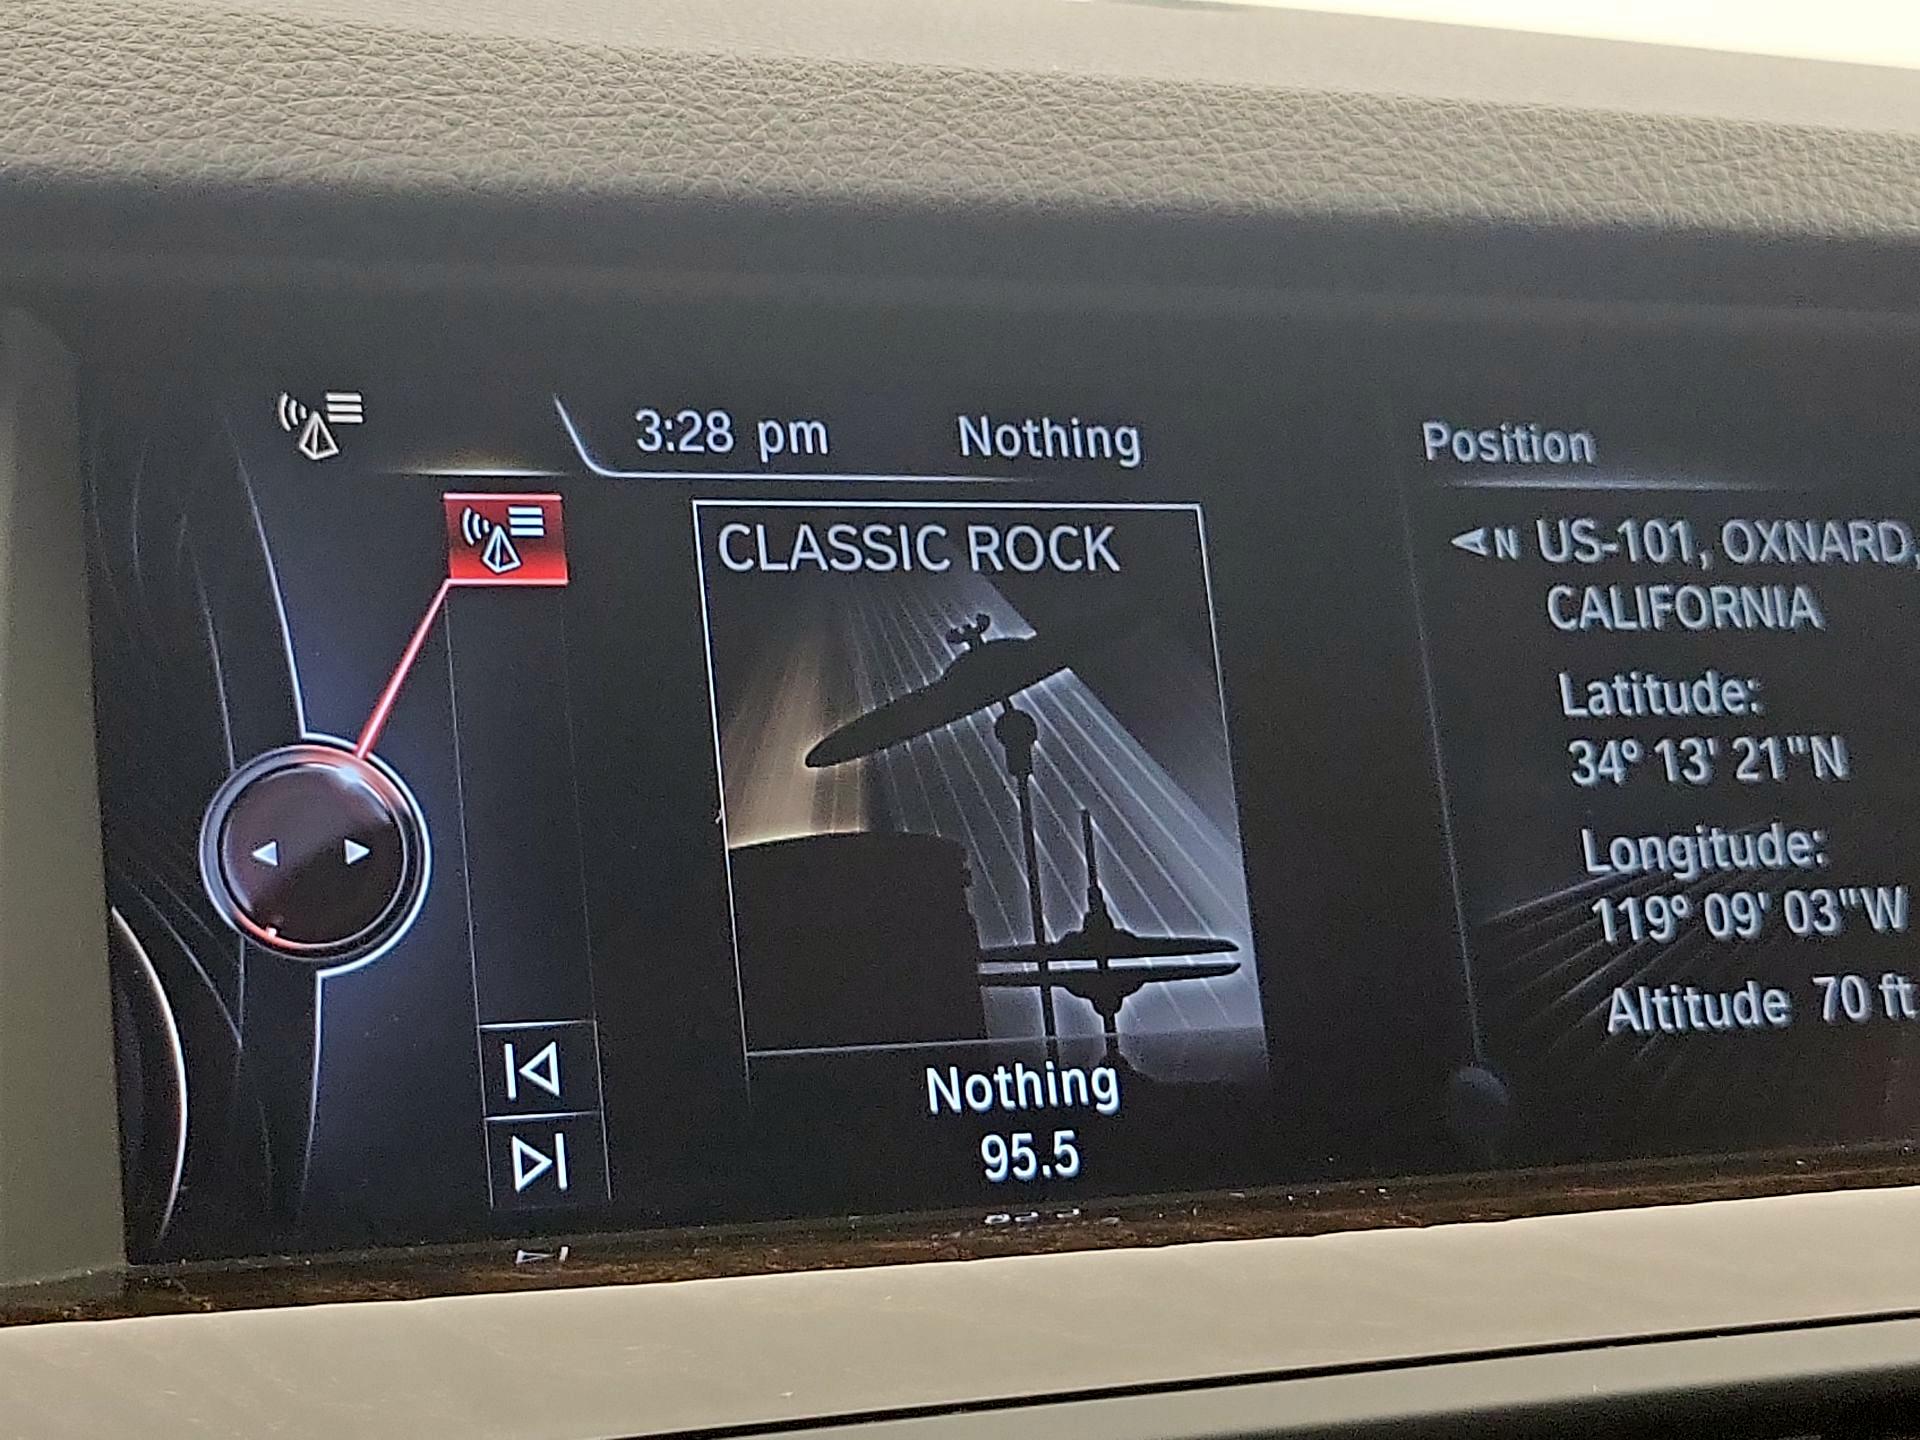 3:28 pm Nothing
CLASSIC ROCK
Nothing
95.5
Position
N US-101, OXNARD,
CALIFORNIA
Latitude:
34° 13' 21"N
Longitude:
119° 09' 03"W
Altitude 70 ft